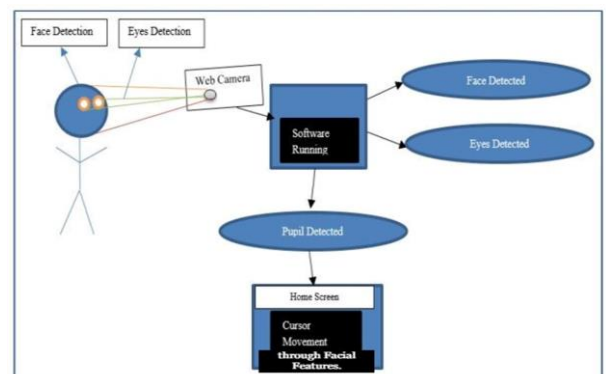 Face Detection
Eyes Detection
Web Camera
Face Detected
Software
Running
Eyes Detected
Pupil Detected
Home Screen
Cursor
Movement
through Facial
Features.